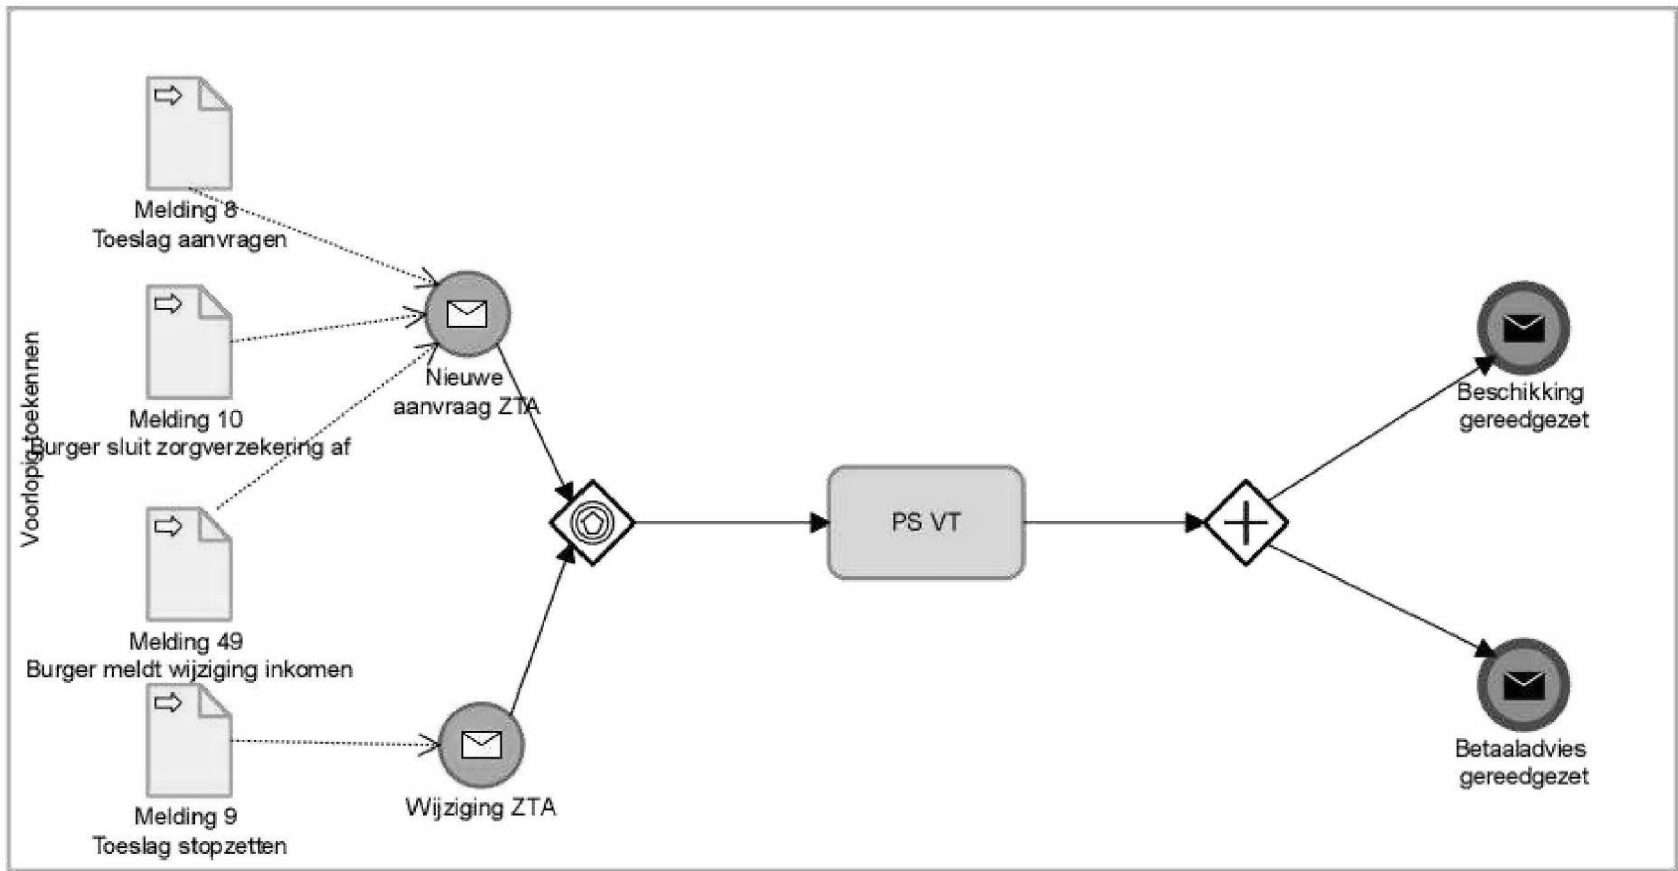 Voorlopig toekennen
Melding 8
Toeslag aanvragen
Melding 10
Burger sluit zorgverzekering af
Melding 49
Burger meldt wijziging inkomen
Melding 9
Toeslag stopzetten
Nieuwe
aanvraag ZTA
Wijziging ZTA
PS VT
Beschikking
gereedgezet
Betaaladvies
gereedgezet